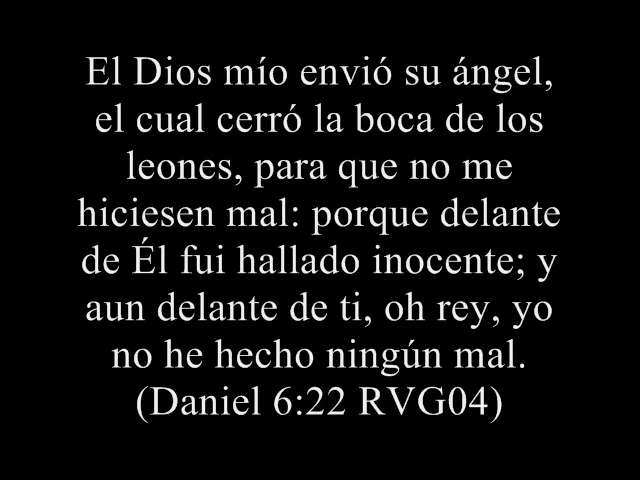 El Dios mío envió su ángel,
el cual cerró la boca de los
leones, para que no me
hiciesen mal: porque delante
de Él fui hallado inocente; y
aun delante de ti, oh rey, yo
no he hecho ningún mal.
(Daniel 6:22 RVG04)